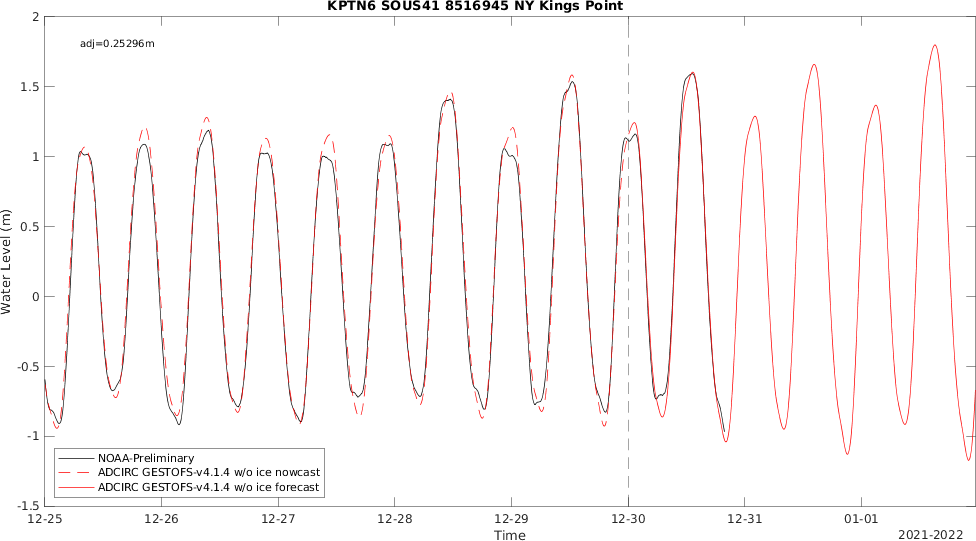 KPTN6 SOUS41 8516945 NY Kings Point
adj=0.25296m
2
1.5
1
0.5
0
-0.5
-1
-1.5
Water Level (m)
NOAA-Preliminary
ADCIRC GESTOFS-v4.1.4 w/o ice nowcast
ADCIRC GESTOFS-v4.1.4 w/o ice forecast
12-25 12-26 12-27 12-28 12-29 12-30 12-31 01-01
Time
2021-2022